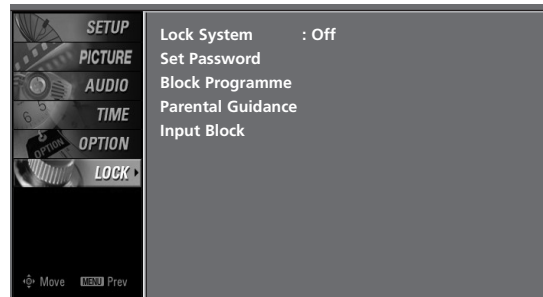 SETUP
PICTURE
AUDIO
TIME
OPTION
LOCK
Move MENU Prev
Lock System : Off
Set Password
Block Programme
Parental Guidance
Input Block